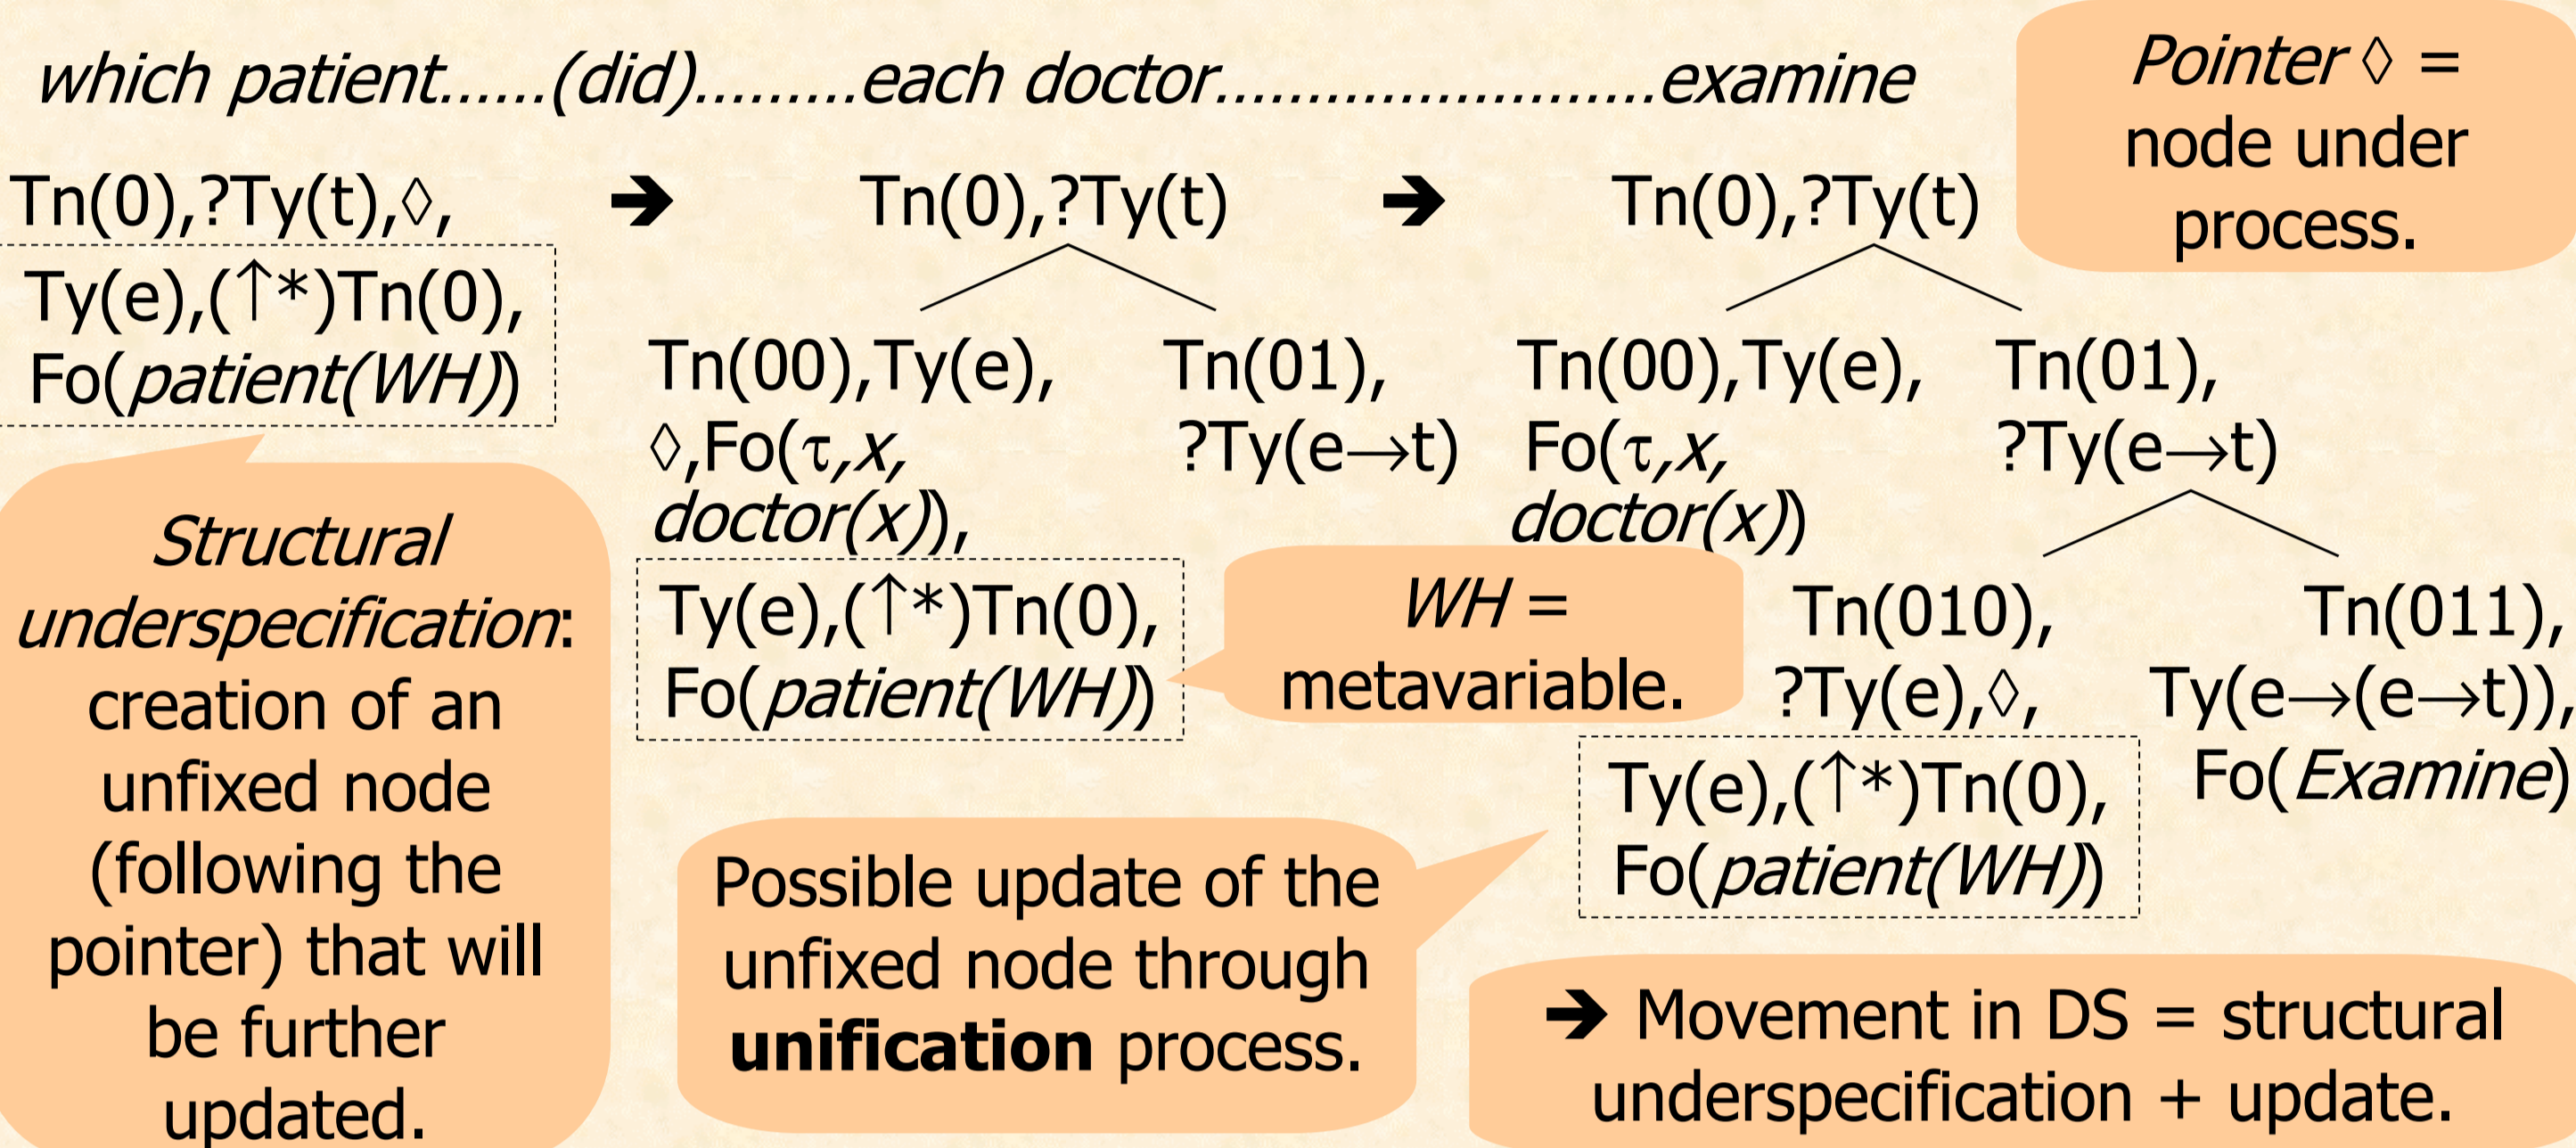 which patient......(did).........each doctor.......................examine
Pointer ◊ =
node under
process.
Tn(0),?Ty(t),◊,
Ty(e),(↑*)Tn(0),
Fo(patient(WH))
Structural
underspecification:
creation of an
unfixed node
(following the
pointer) that will
be further
updated.
➔
Tn(0),?Ty(t)
Tn(00),Ty(e),
◊,Fo(τ,x,
doctor(x)),
Ty(e),(↑*)Tn(0),
Fo(patient(WH))
Tn(01),
?Ty(e→t)
WH =
metavariable.
➔
Tn(0),?Ty(t)
Tn(00),Ty(e),
Fo(τ,x,
doctor(x))
Tn(01),
?Ty(e→t)
Tn(010),
?Ty(e),◊,
Ty(e),(↑*)Tn(0),
Fo(patient(WH))
Tn(011),
Ty(e→(e→t)),
Fo(Examine)
Possible update of the
unfixed node through
unification process.
➔ Movement in DS = structural
underspecification + update.